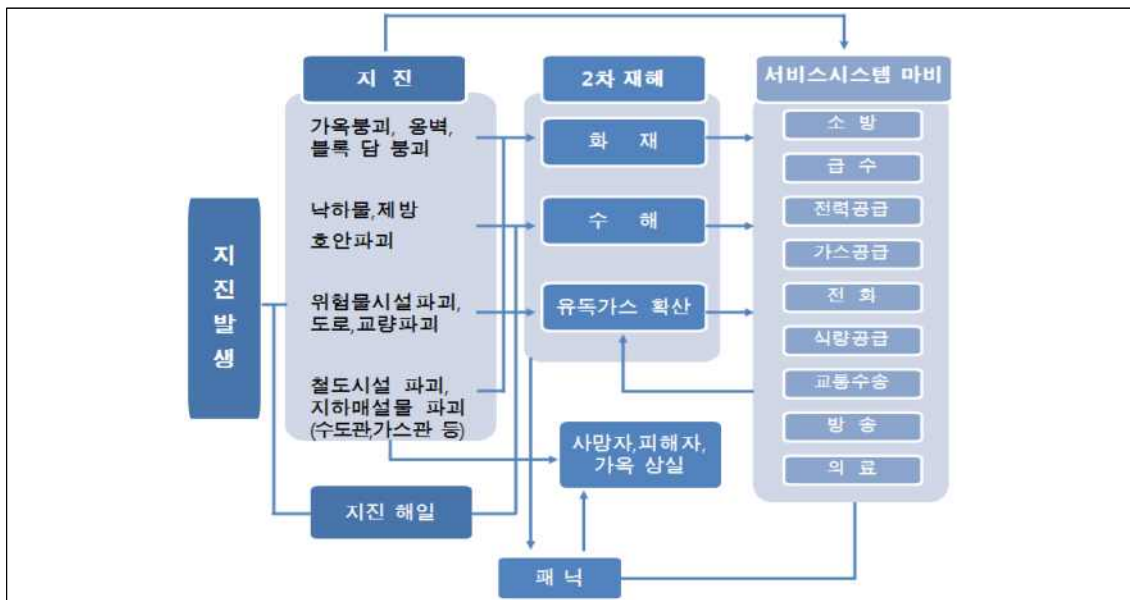 지 진
2차 재헤
서비스시스템 마비
가옥붕괴, 옹벽,
블록 담 붕괴
낙하물,제방
호안파괴
위험물시설파괴,
도로,교량파괴
철도시설 파괴,
지하매설물 파괴
(수도관,가스관 등)
화 재
수 해
유독가스 확산
소 방
급 수
전력공급
가스공급
전 화
식량공급
교통수송
방 송
의 료
지진발생
사망자,피해자,
가옥 상실
지진 해일
패 닉